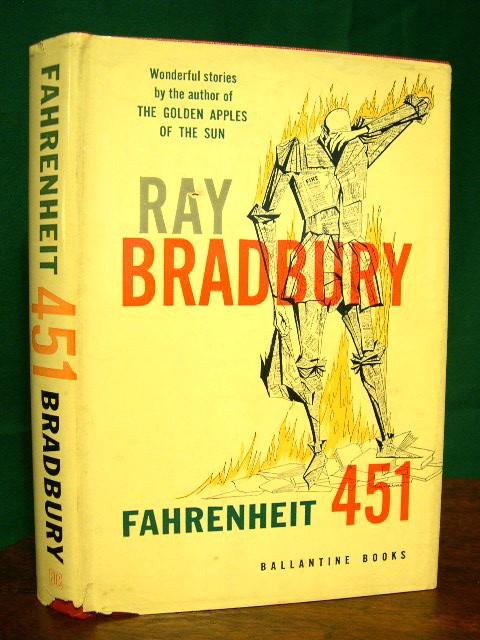 FAHRENHEIT 451 BRADBURY
Wonderful stories
by the author of
THE GOLDEN APPLES
OF THE SUN
RAY
BRADBURY
FAHRENHEIT 451
BALLANTINE BOOKS